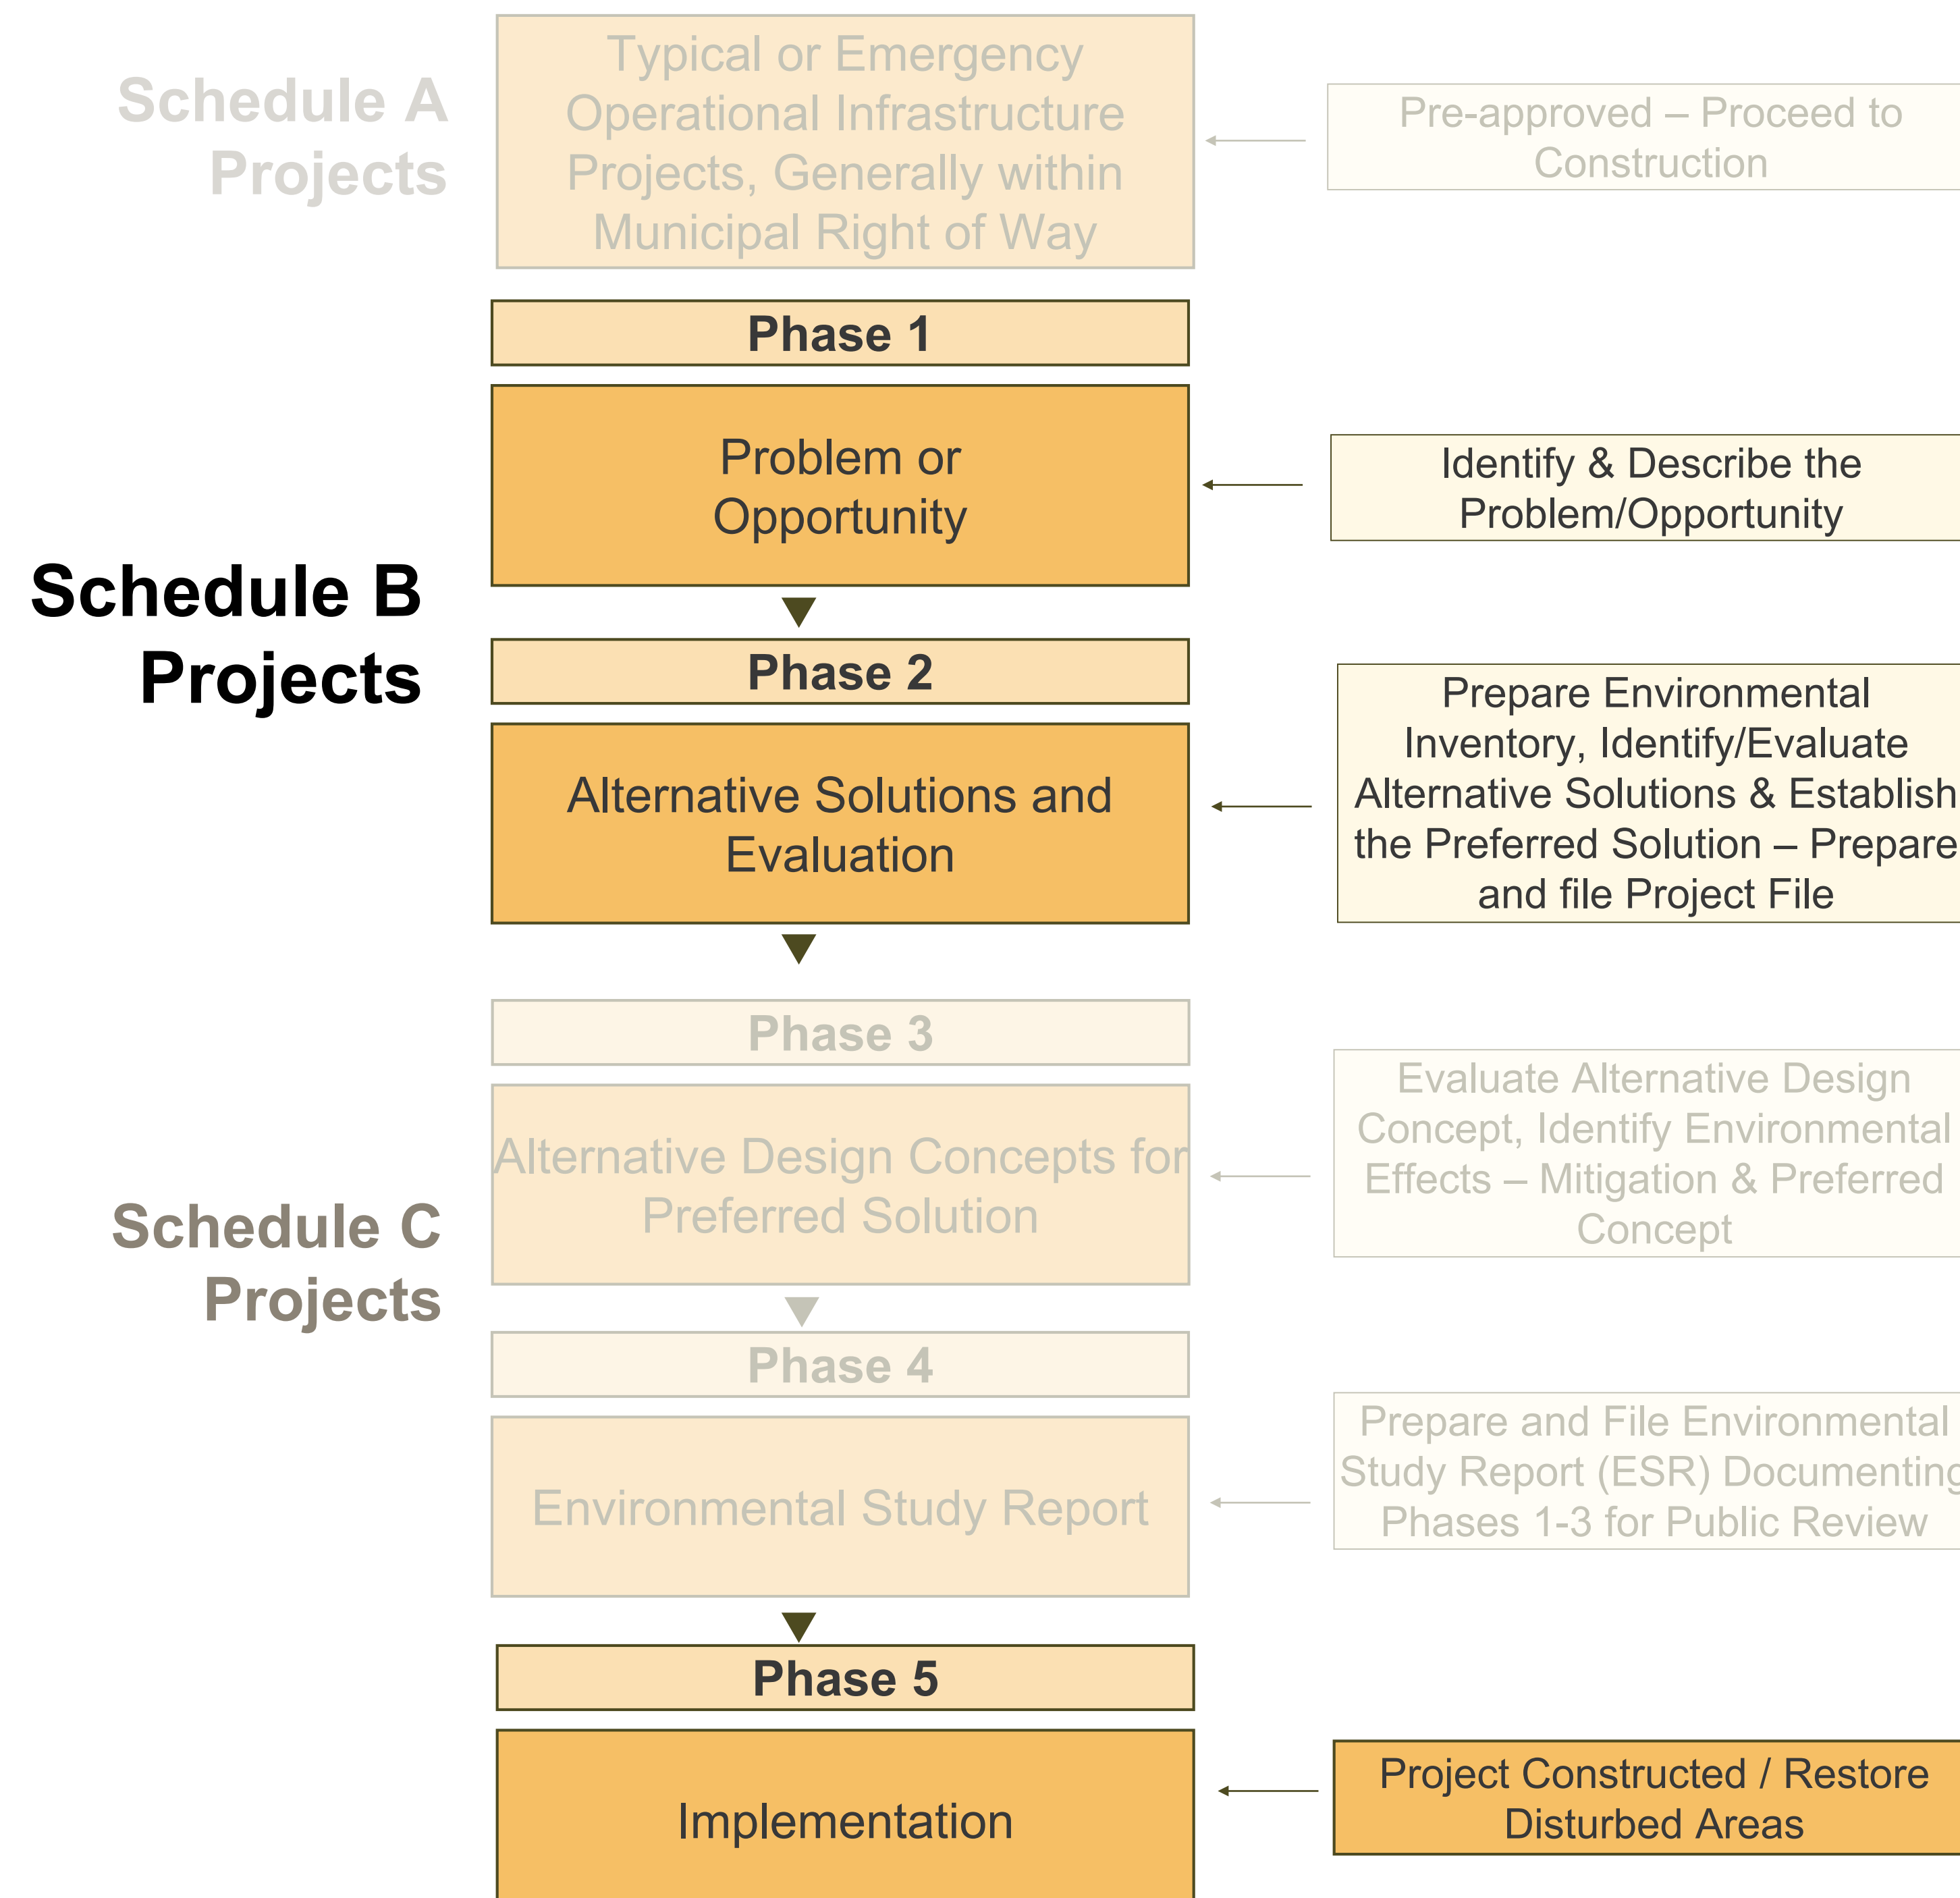 Schedule A
Projects
Typical or Emergency
Operational Infrastructure
Projects, Generally within
Municipal Right of Way
Pre-approved – Proceed to
Construction
Schedule B
Projects
Phase 1
Problem or
Opportunity
Identify & Describe the
Problem/Opportunity
Phase 2
Alternative Solutions and
Evaluation
Prepare Environmental
Inventory, Identify/Evaluate
Alternative Solutions & Establish
the Preferred Solution – Prepare
and file Project File
Schedule C
Projects
Phase 3
Alternative Design Concepts for
Preferred Solution
Evaluate Alternative Design
Concept, Identify Environmental
Effects – Mitigation & Preferred
Concept
Phase 4
Environmental Study Report
Prepare and File Environmental
Study Report (ESR) Documenting
Phases 1-3 for Public Review
Phase 5
Implementation
Project Constructed / Restore
Disturbed Areas